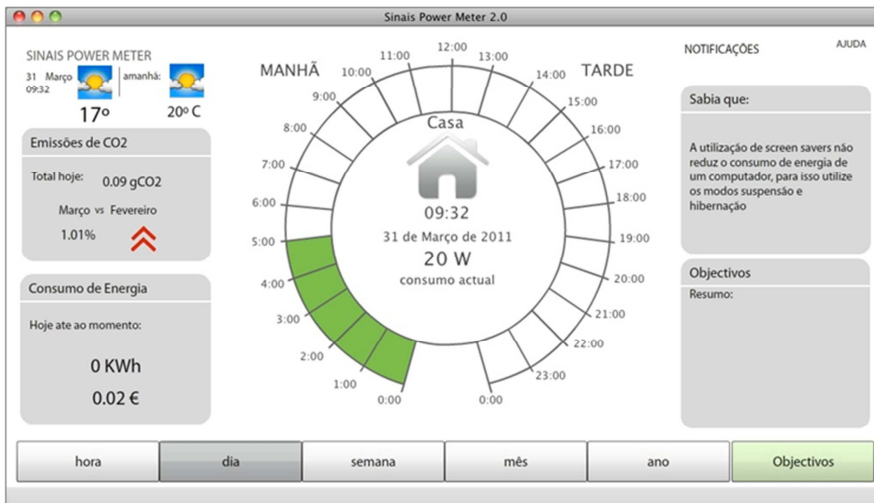 Sinais Power Meter 2.0
SINAIS POWER METER
31 Março
09:32
amanhá:
17º
20º C
Emissões de CO2
Total hoje: 0.09 gCO2
Março vs Fevereiro
1.01%
Consumo de Energia
Hoje ate ao momento:
0 KWh
0.02 €
MANHÃ
TARDE
0:00
1:00
2:00
3:00
4:00
5:00
6:00
7:00
8:00
9:00
10:00
11:00
12:00
13:00
14:00
15:00
16:00
17:00
18:00
19:00
20:00
21:00
22:00
23:00
0:00
Casa
09:32
31 de Março de 2011
20 W
consumo actual
NOTIFICAÇÕES
AJUDA
Sabia que:
A utilização de screen savers não
reduz o consumo de energia de
um computador, para isso utilize
os modos suspensão e
hibernação
Objectivos
Resumo:
hora
dia
semana
mês
ano
Objectivos